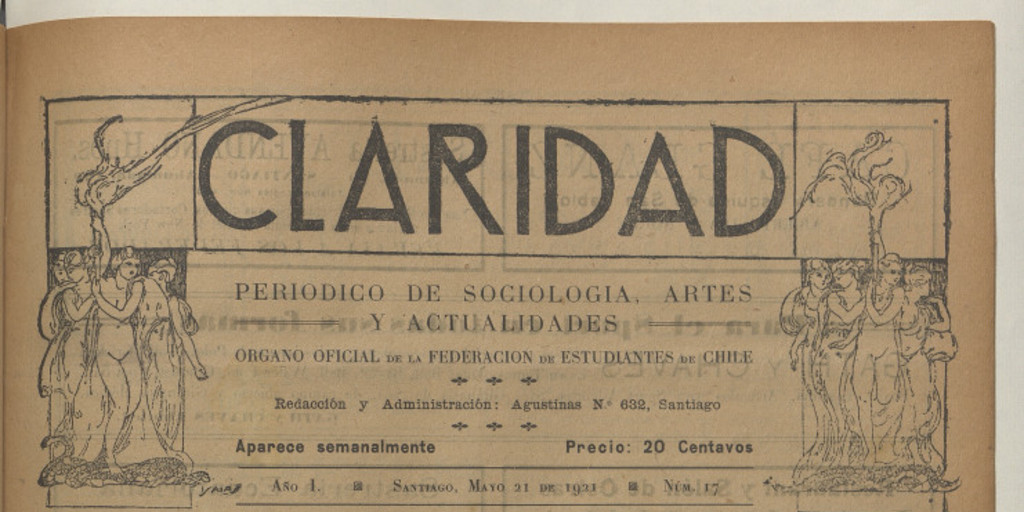 CLARIDAD
PERIODICO DE SOCIOLOGIA, ARTES
Y ACTUALIDADES
ORGANO OFICIAL DE LA FEDERACION DE ESTUDIANTES DE CHILE
Redacción y Administración: Agustinas N.º 632, Santiago
Aparece semanalmente Precio: 20 Centavos
Año I. Santiago, Mayo 21 de 1921 Núm. 17